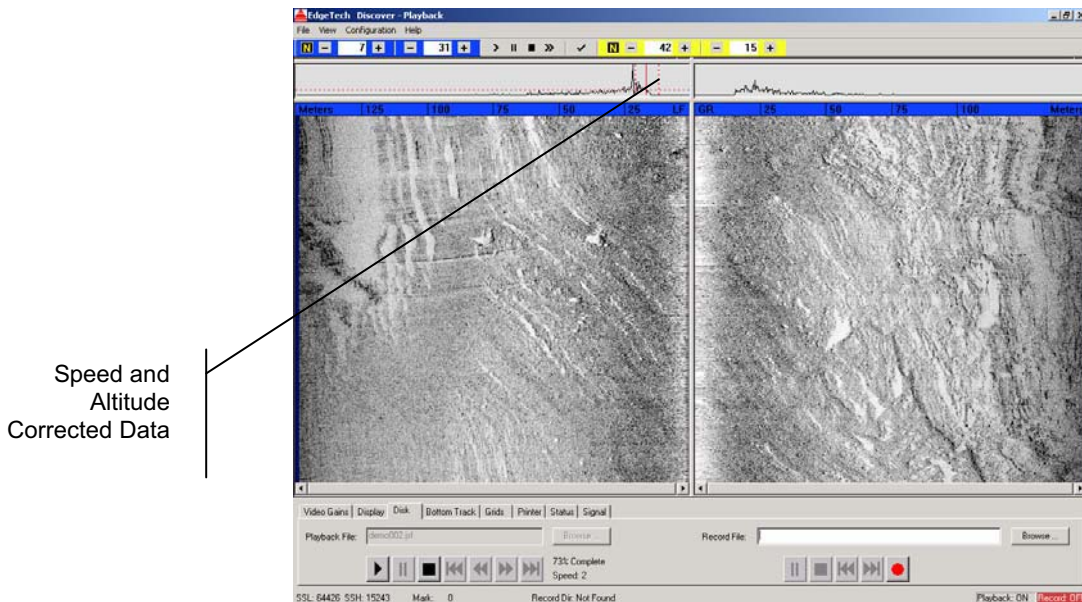 EdgeTech Discover - Playback
File View Configuration Help
N - 7 + - 31 + N - 42 + - 15 +
Meters 125 100 75 50 25 LF GR 25 50 75 100 Meters
Speed and
Altitude
Corrected Data
Video Gains Display Disk Bottom Track Grids Printer Status Signal
Playback File: demo002.jsf Browse... Record File: Browse...
73% Complete
Speed: 2
SSL: 64426 SSH: 15243 Mark: 0 Record Dir: Not Found Playback: ON Record: OFF